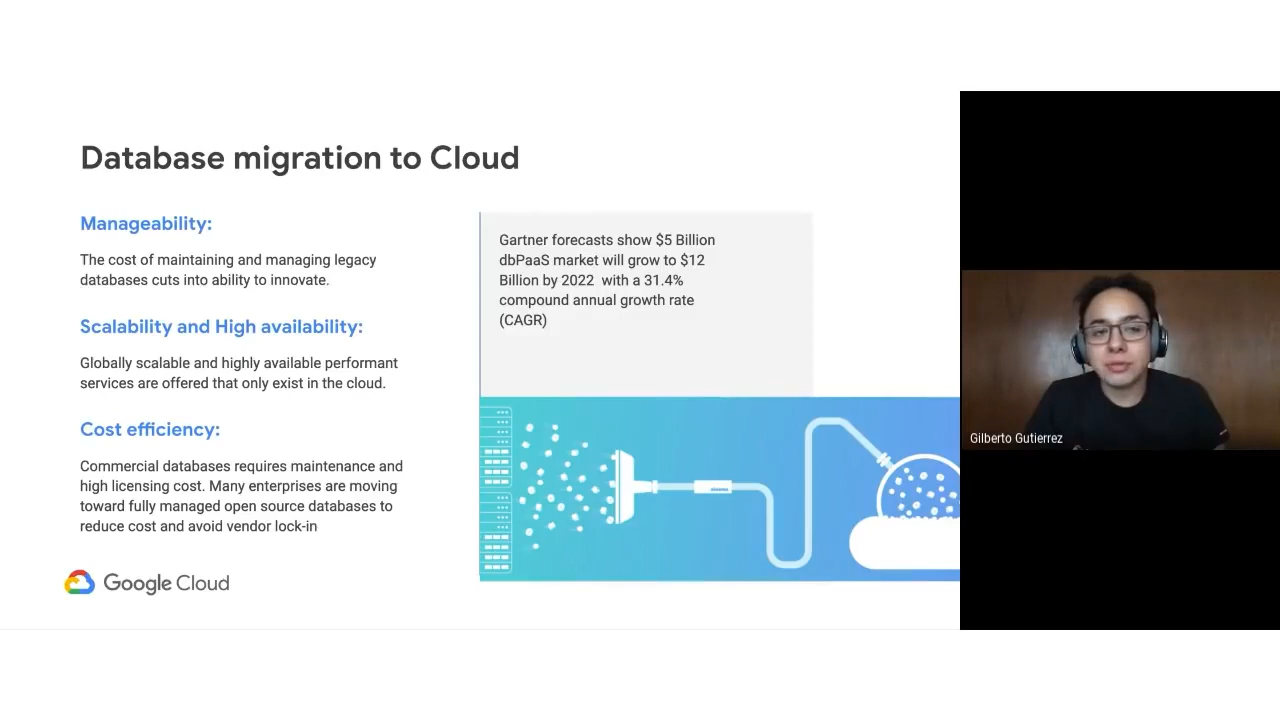 Database migration to Cloud
Manageability:
The cost of maintaining and managing legacy
databases cuts into ability to innovate.
Scalability and High availability:
Globally scalable and highly available performant
services are offered that only exist in the cloud.
Cost efficiency:
Commercial databases requires maintenance and
high licensing cost. Many enterprises are moving
toward fully managed open source databases to
reduce cost and avoid vendor lock-in
Google Cloud
Gartner forecasts show $5 Billion
dbPaaS market will grow to $12
Billion by 2022 with a 31.4%
compound annual growth rate
(CAGR)
Gilberto Gutierrez